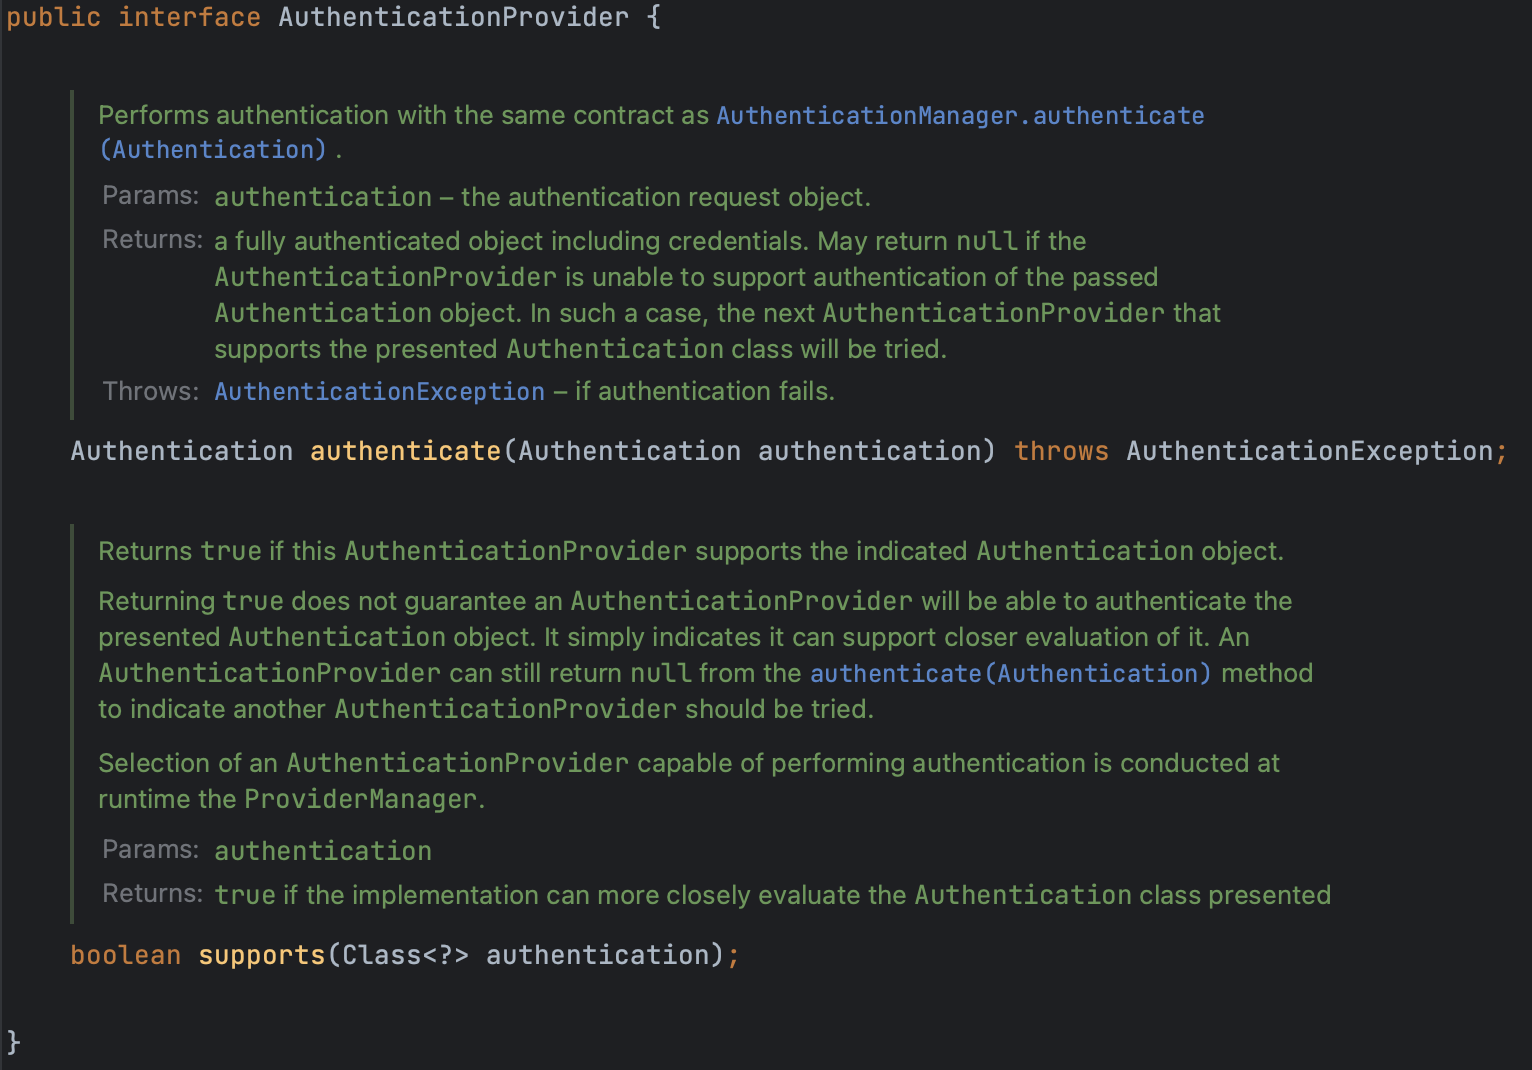 public interface AuthenticationProvider {
Performs authentication with the same contract as AuthenticationManager.authenticate
(Authentication) .
Params: authentication – the authentication request object.
Returns: a fully authenticated object including credentials. May return null if the
AuthenticationProvider is unable to support authentication of the passed
Authentication object. In such a case, the next AuthenticationProvider that
supports the presented Authentication class will be tried.
Throws: AuthenticationException – if authentication fails.
Authentication authenticate(Authentication authentication) throws AuthenticationException;
Returns true if this AuthenticationProvider supports the indicated Authentication object.
Returning true does not guarantee an AuthenticationProvider will be able to authenticate the
presented Authentication object. It simply indicates it can support closer evaluation of it. An
AuthenticationProvider can still return null from the authenticate(Authentication) method
to indicate another AuthenticationProvider should be tried.
Selection of an AuthenticationProvider capable of performing authentication is conducted at
runtime the ProviderManager.
Params: authentication
Returns: true if the implementation can more closely evaluate the Authentication class presented
boolean supports(Class<?> authentication);
}